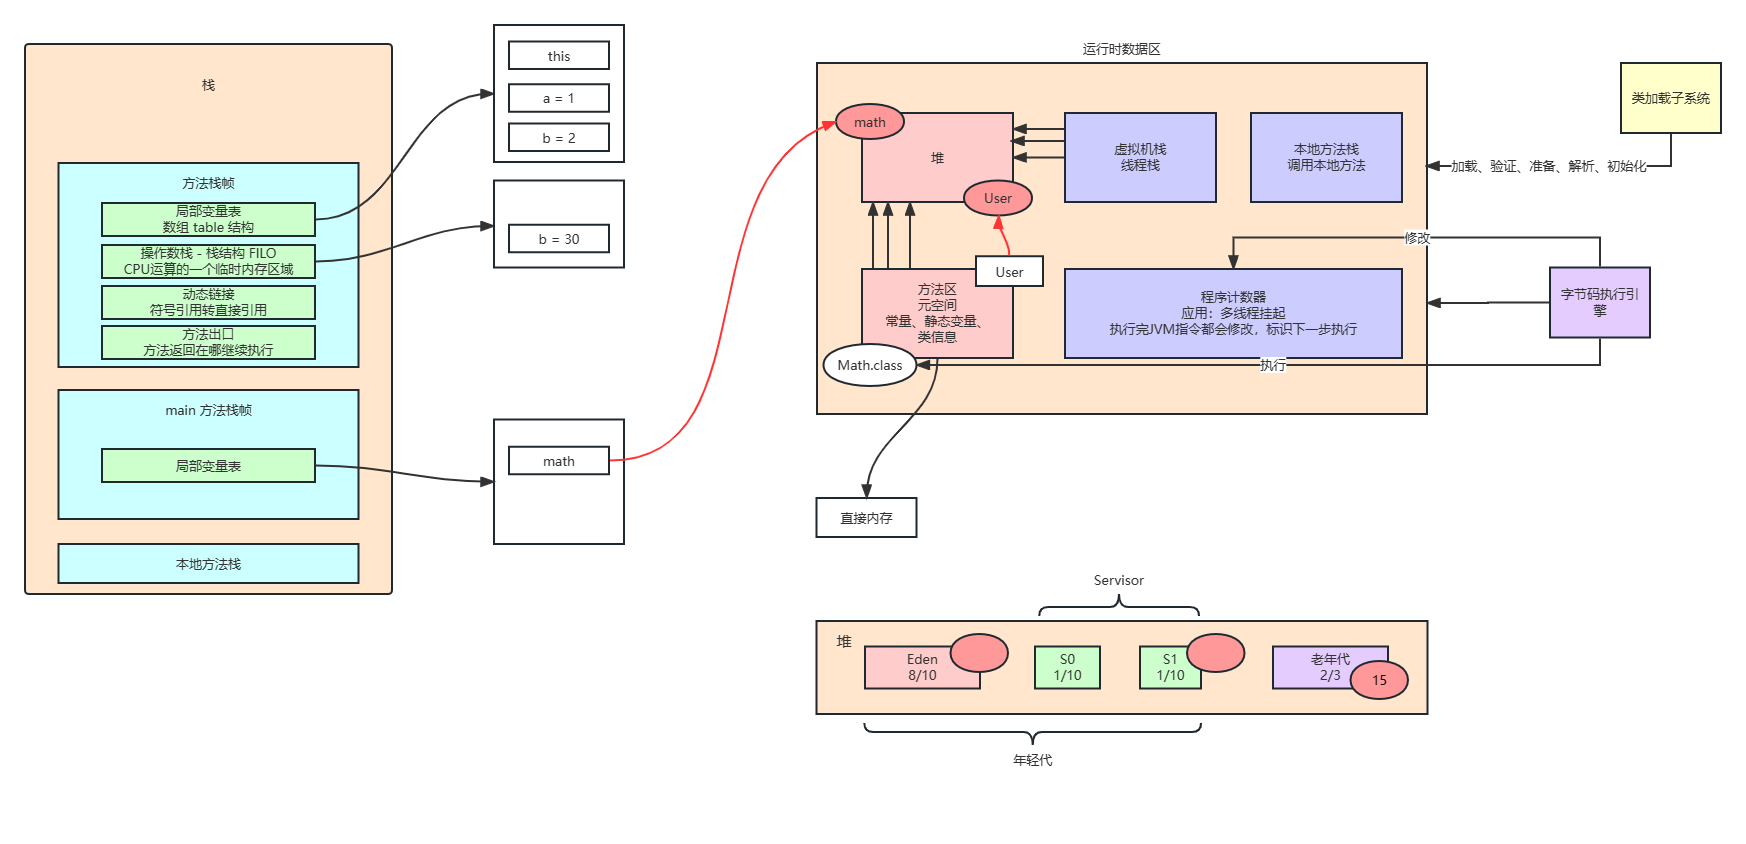 栈
方法栈帧
局部变量表
数组 table 结构
操作数栈 - 栈结构 FILO
CPU运算的一个临时内存区域
动态链接
符号引用转直接引用
方法出口
方法返回在哪继续执行
main 方法栈帧
局部变量表
本地方法栈
this
a = 1
b = 2
b = 30
math
运行时数据区
math
堆
User
虚拟机栈
线程栈
本地方法栈
调用本地方法
User
方法区
元空间
常量、静态变量、
类信息
Math.class
程序计数器
应用：多线程挂起
执行完JVM指令都会修改，标识下一步执行
类加载子系统
加载、验证、准备、解析、初始化
修改
字节码执行引
擎
执行
直接内存
Servisor
堆
Eden
8/10
S0
1/10
S1
1/10
老年代
2/3
15
年轻代